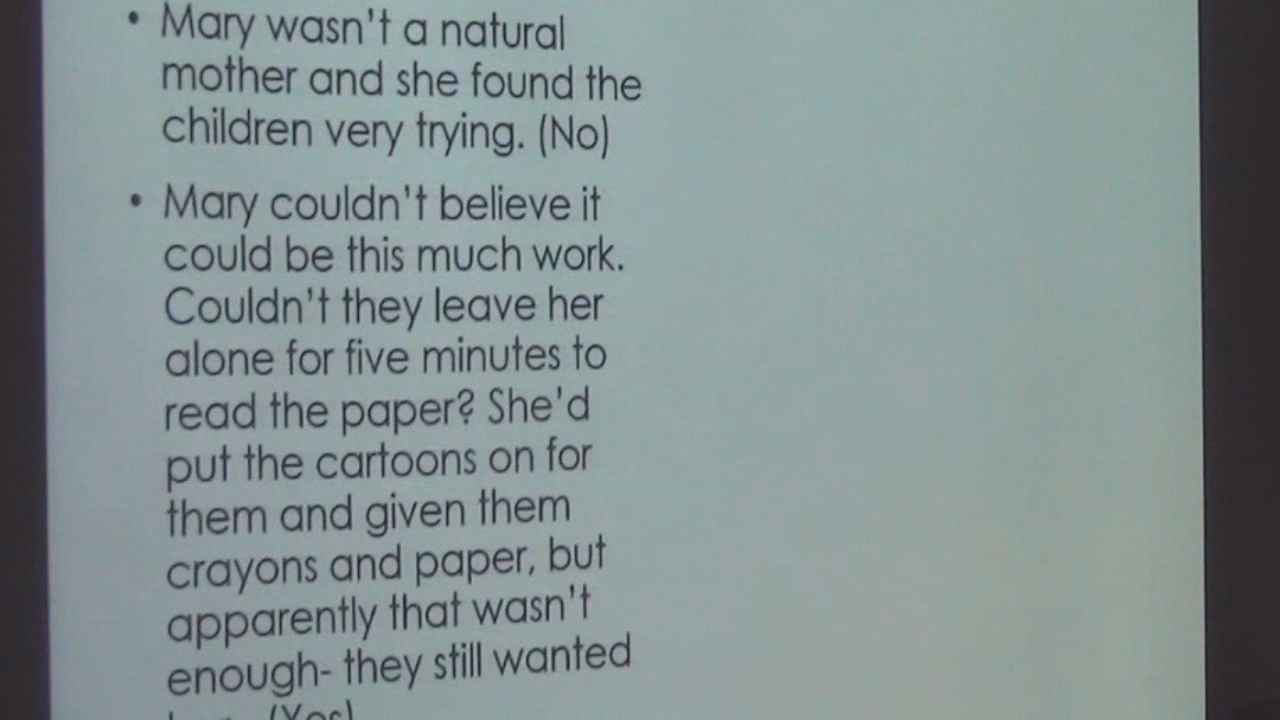 • Mary wasn't a natural
mother and she found the
children very trying. (No)
• Mary couldn't believe it
could be this much work.
Couldn't they leave her
alone for five minutes to
read the paper? She'd
put the cartoons on for
them and given them
crayons and paper, but
apparently that wasn't
enough- they still wanted
(Yes)